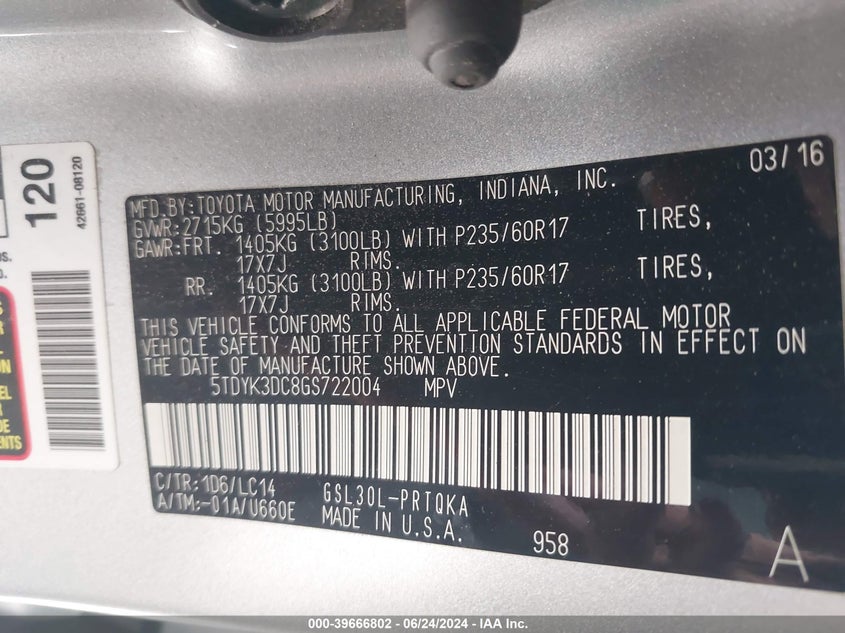 120
42661-08120
03/16
MFD.BY:TOYOTA MOTOR MANUFACTURING, INDIANA, INC.
GVWR:2715KG (5995LB)
GAWR:FRT. 1405KG (3100LB) WITH P235/60R17 TIRES,
17X7J RIMS.
RR. 1405KG (3100LB) WITH P235/60R17 TIRES,
17X7J RIMS.
THIS VEHICLE CONFORMS TO ALL APPLICABLE FEDERAL MOTOR
VEHICLE SAFETY AND THEFT PREVENTION STANDARDS IN EFFECT ON
THE DATE OF MANUFACTURE SHOWN ABOVE.
5TDYK3DC8GS722004 MPV
C/TR:1D6/LC14 GSL30L-PRTQKA
A/TM:-01A/U660E MADE IN U.S.A. 958
A
000-39666802 - 06/24/2024 - IAA Inc.